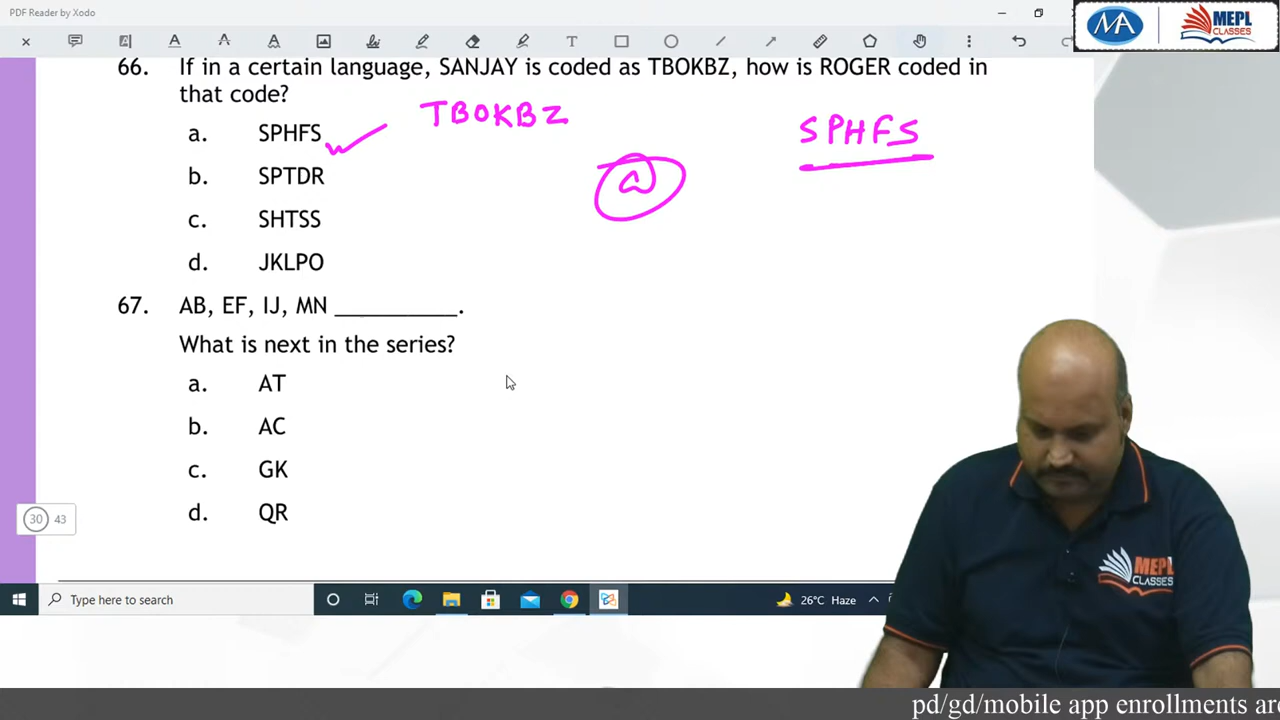 PDF Reader by Xodo
MA
MEPL
CLASSES
T
66. If in a certain language, SANJAY is coded as TBOKBZ, how is ROGER coded in
that code?
a. SPHFS
TBOKBZ
SPHFS
a
b. SPTDR
c. SHTSS
d. JKLPO
67. AB, EF, IJ, MN __________.
What is next in the series?
a. AT
b. AC
c. GK
d. QR
30 43
MEPL
CLASSES
Type here to search
26°C Haze
pd/gd/mobile app enrollments are